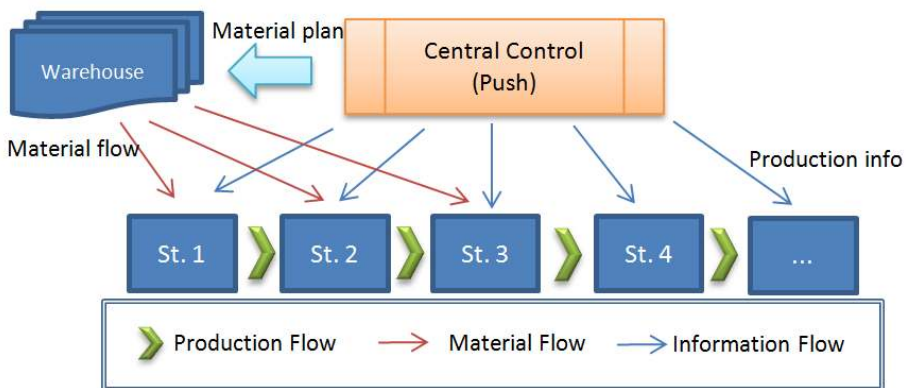 Material plan
Central Control
(Push)
Warehouse
Material flow
Production info
St. 1
St. 2
St. 3
St. 4
...
Production Flow
Material Flow
Information Flow